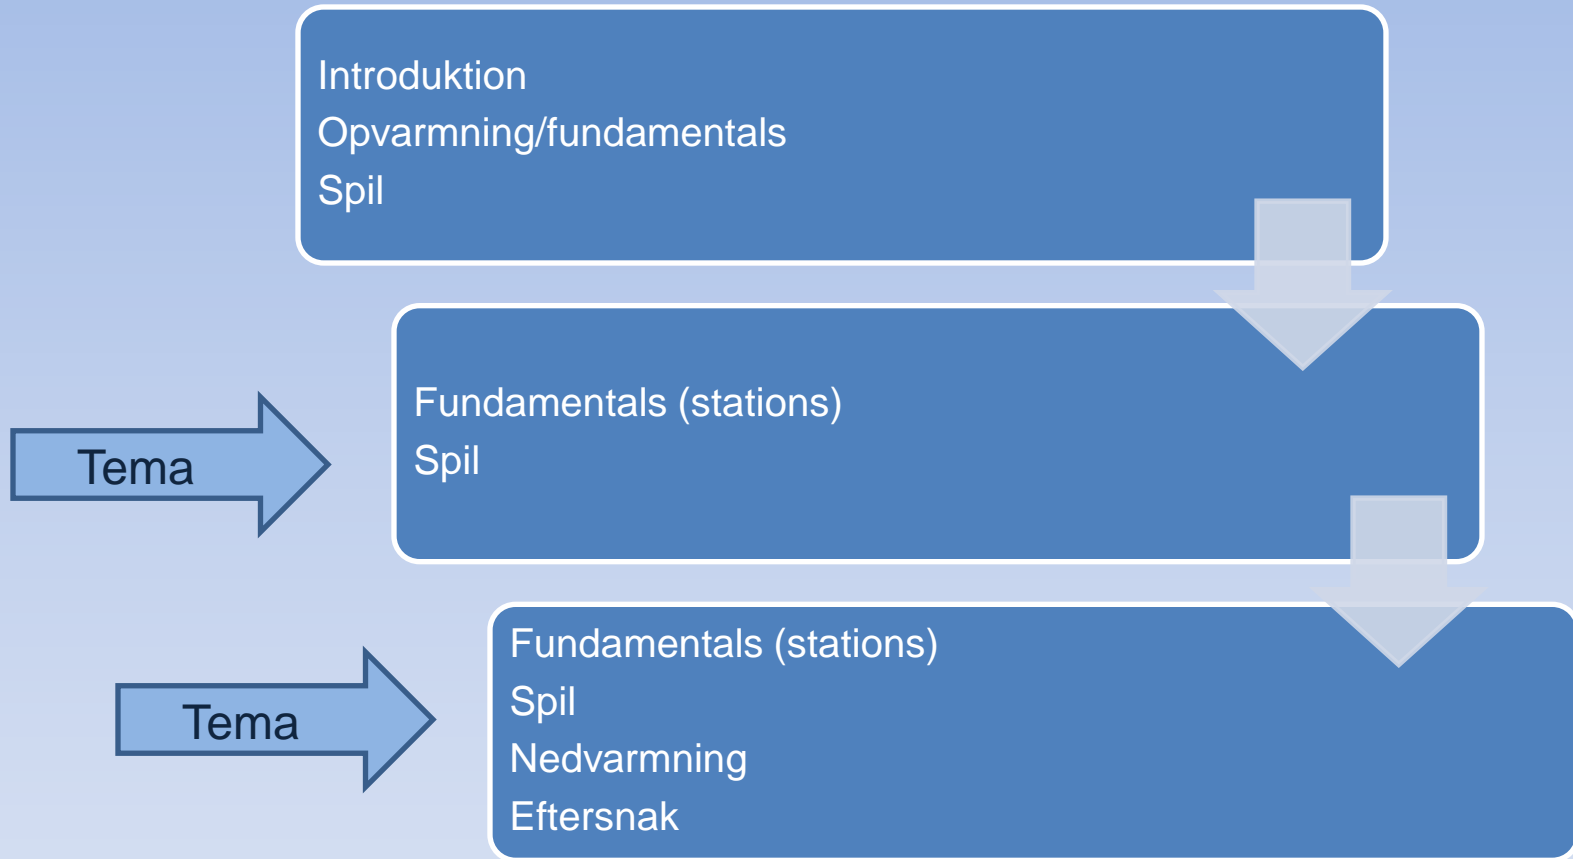 Introduktion
Opvarmning/fundamentals
Spil
Tema
Fundamentals (stations)
Spil
Tema
Fundamentals (stations)
Spil
Nedvarmning
Eftersnak